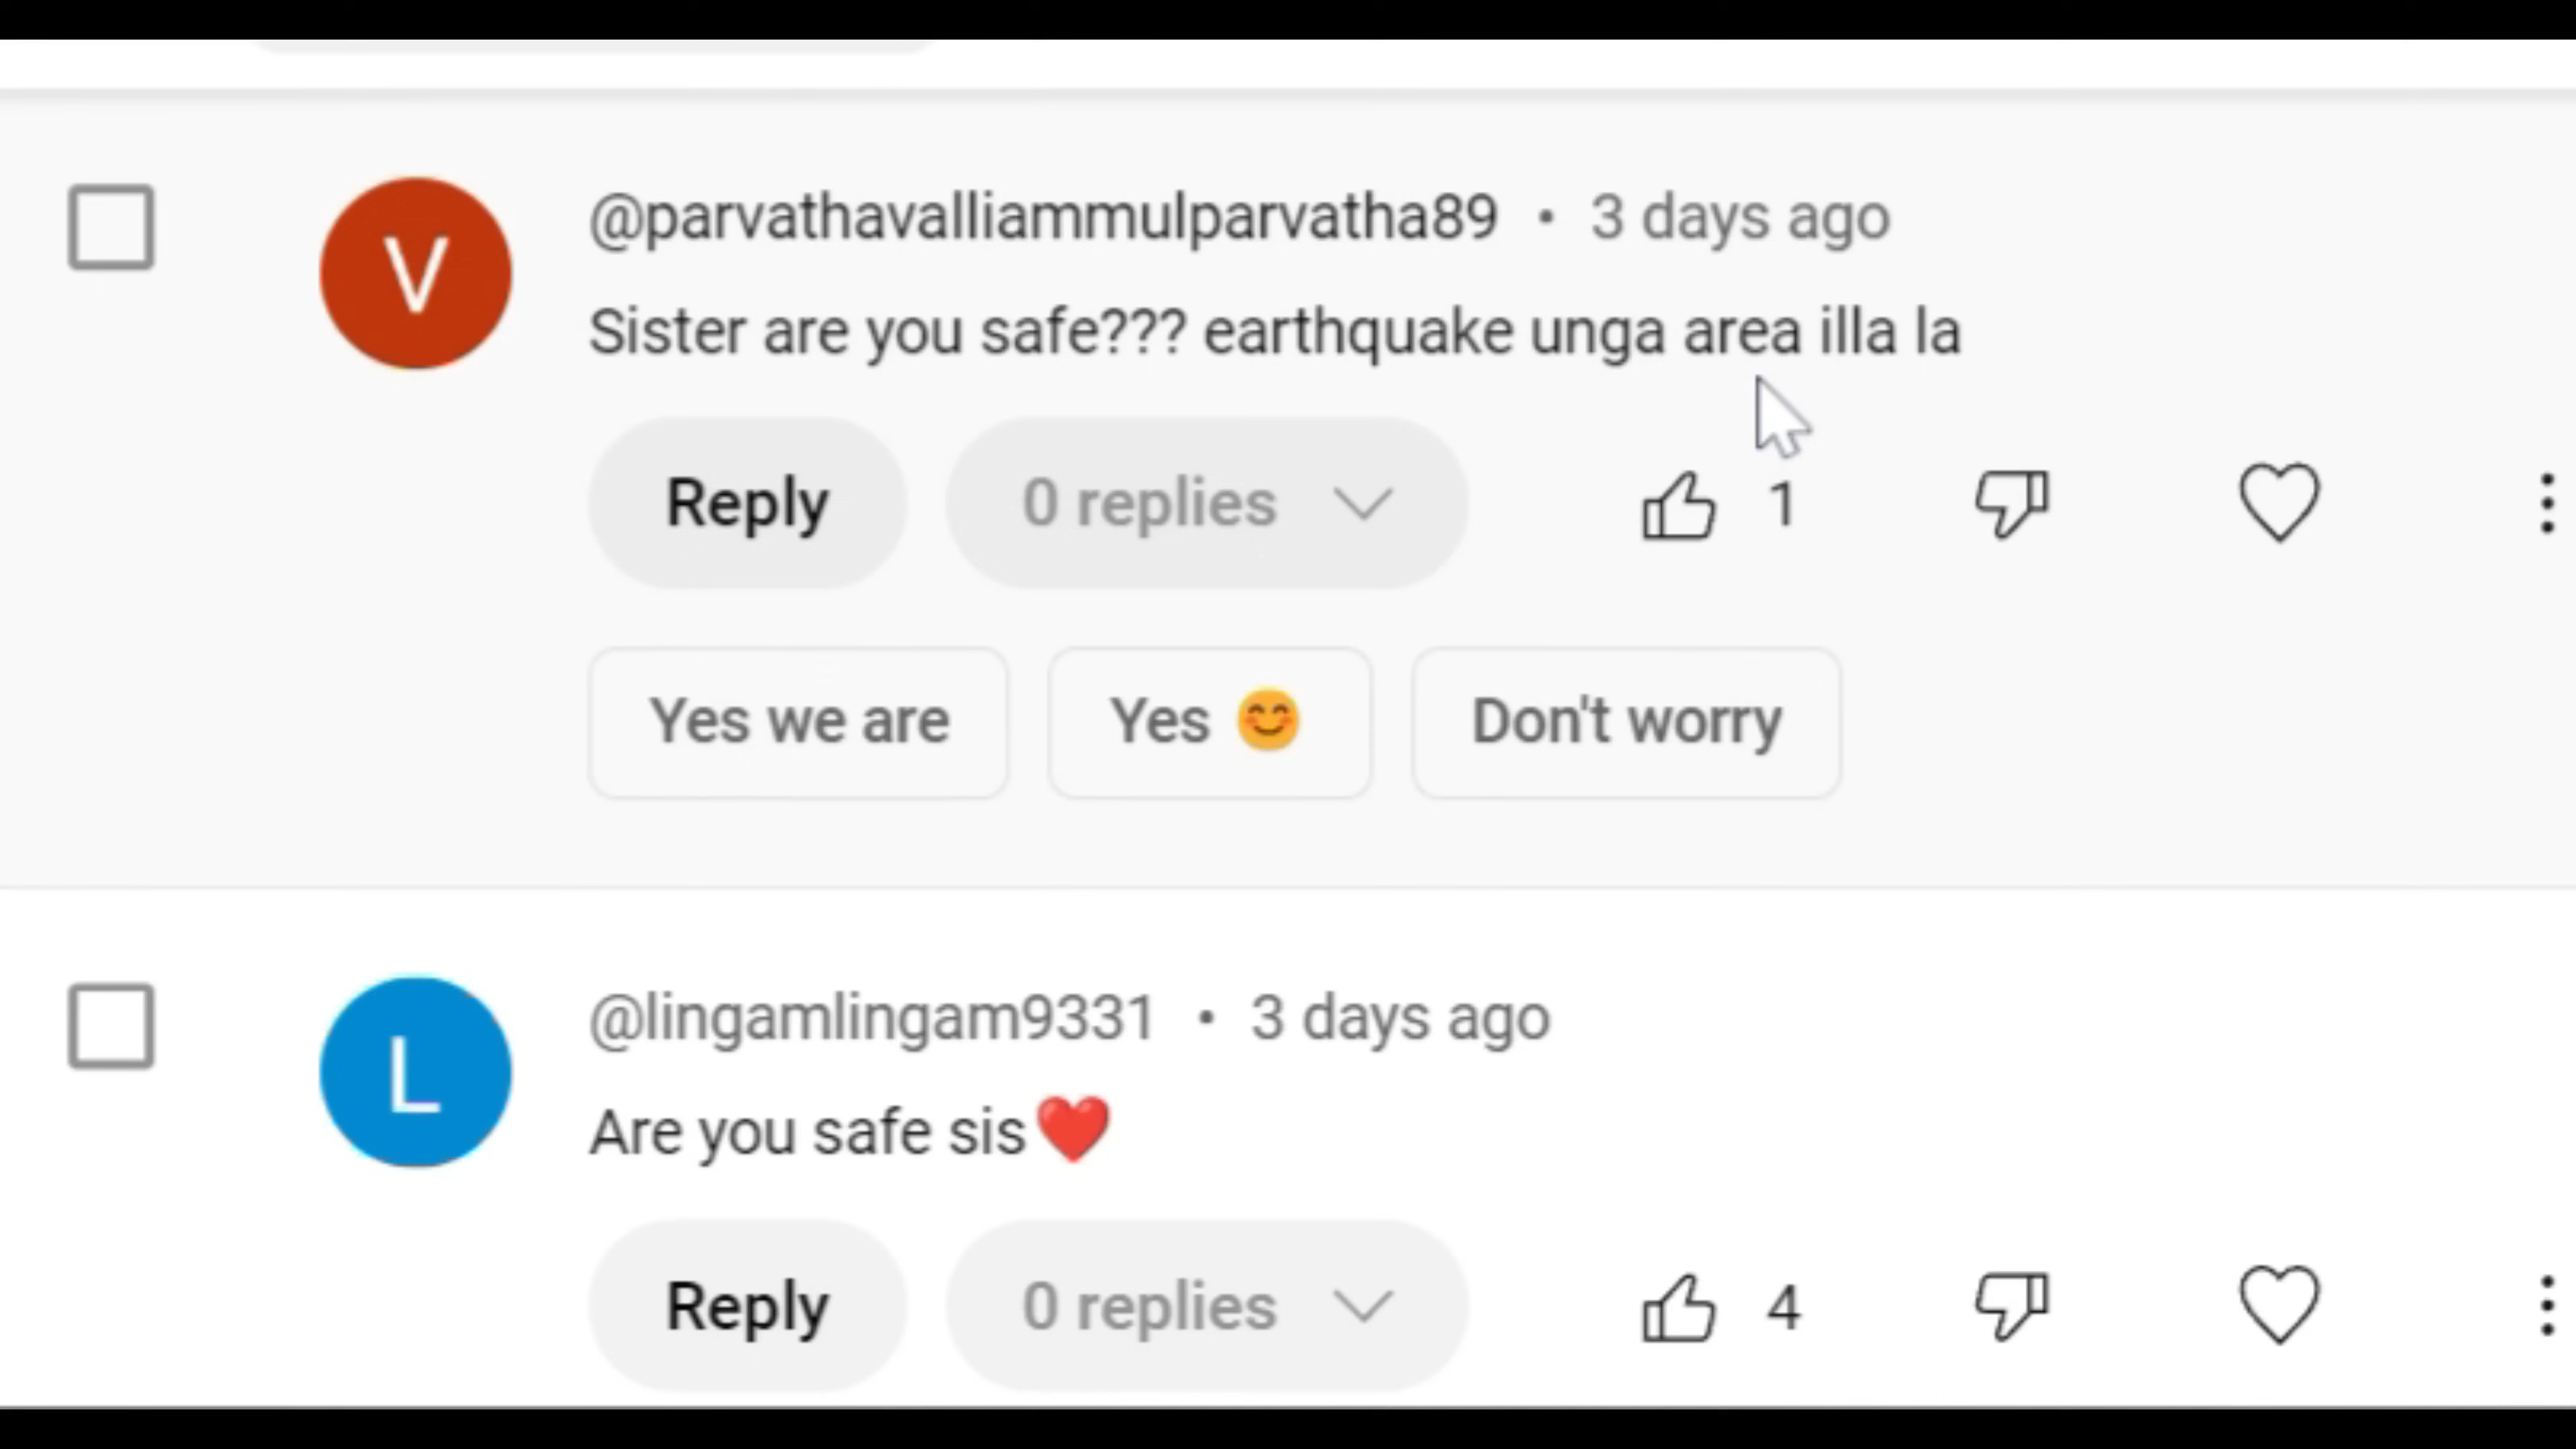 V
@parvathavalliammulparvatha89 • 3 days ago
Sister are you safe??? earthquake unga area illa la
Reply 0 replies 1
Yes we are Yes 😊 Don't worry
L
@lingamlingam9331 • 3 days ago
Are you safe sis❤️
Reply 0 replies 4